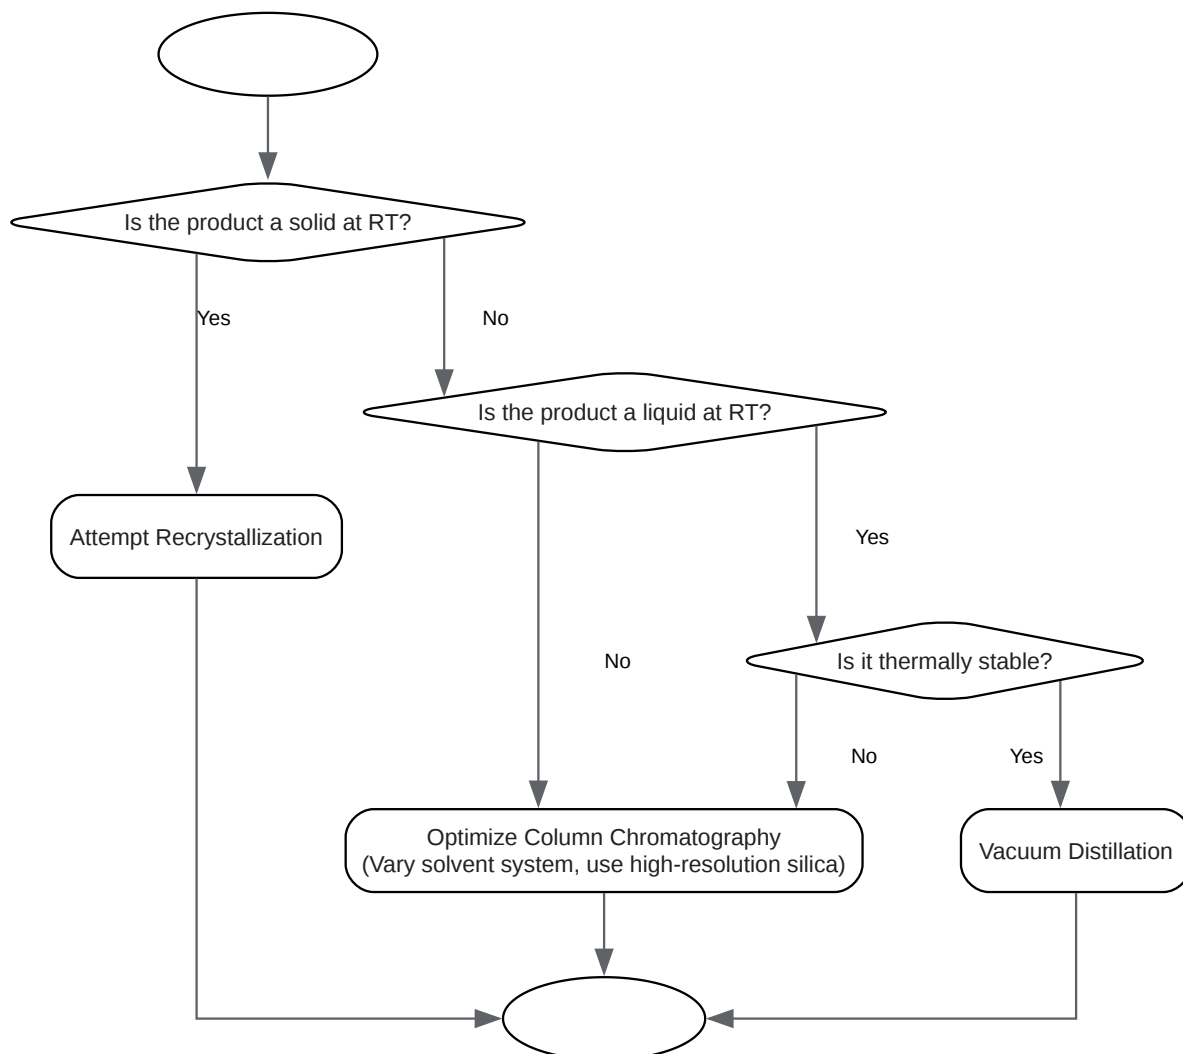 Is the product a solid at RT?
Yes
No
Is the product a liquid at RT?
Attempt Recrystallization
Yes
No
Is it thermally stable?
No
Yes
Optimize Column Chromatography
(Vary solvent system, use high-resolution silica)
Vacuum Distillation